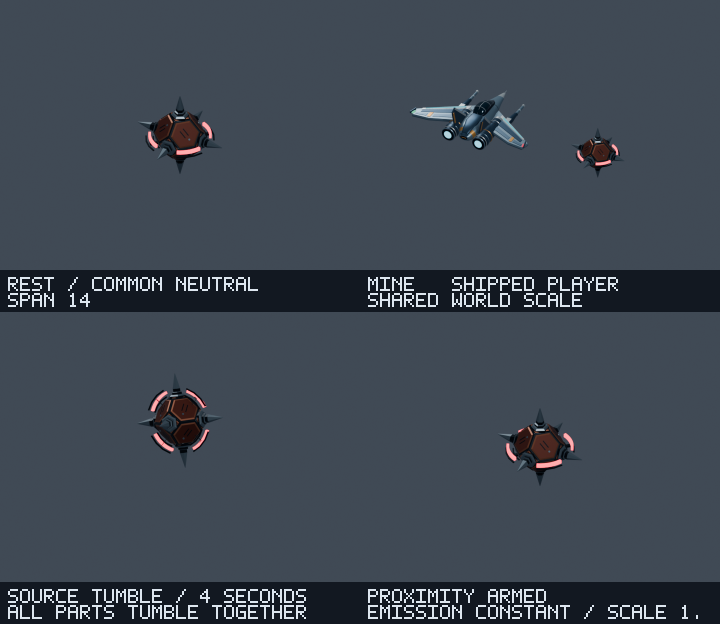 REST / COMMON NEUTRAL
SPAN 14
MINE   SHIPPED PLAYER
SHARED WORLD SCALE
SOURCE TUMBLE / 4 SECONDS
ALL PARTS TUMBLE TOGETHER
PROXIMITY ARMED
EMISSION CONSTANT / SCALE 1.